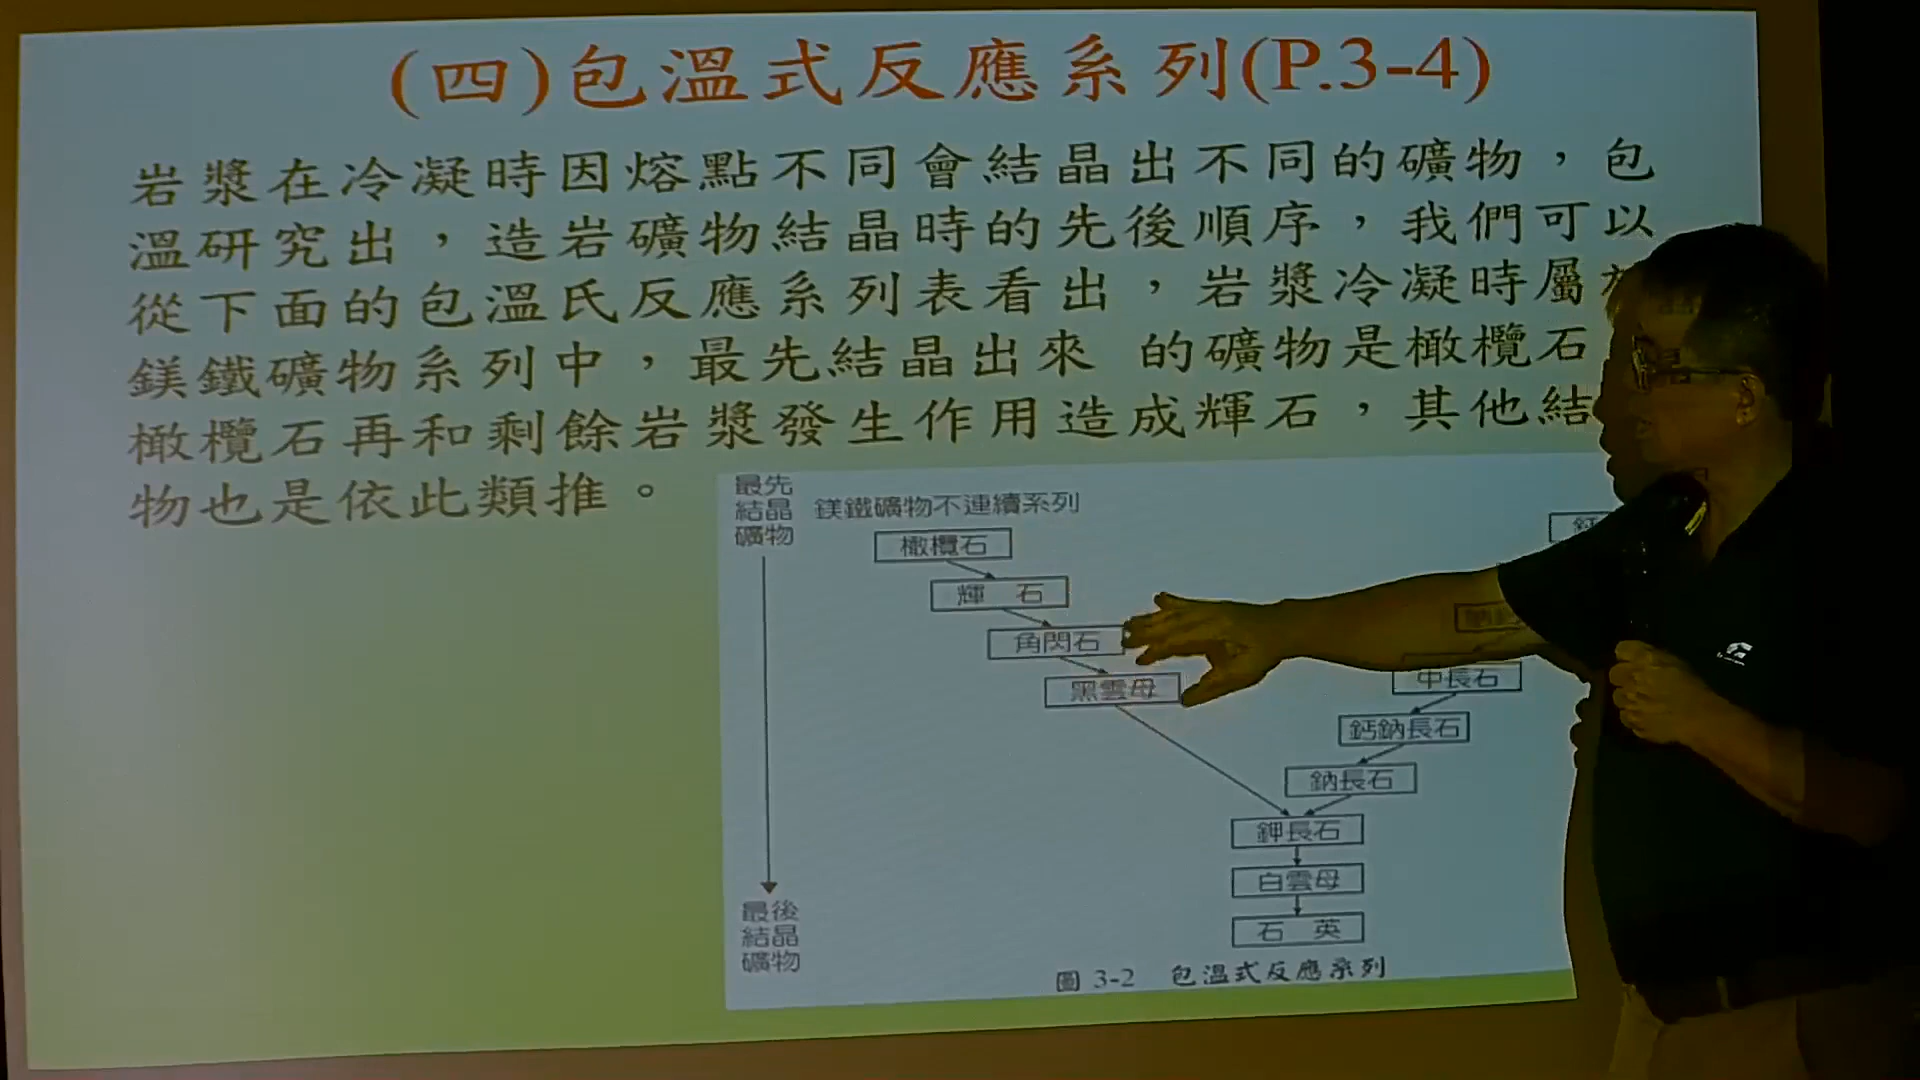 (四)包溫式反應系列(P.3-4)
岩漿在冷凝時因熔點不同會結晶出不同的礦物，包
溫研究出，造岩礦物結晶時的先後順序，我們可以
從下面的包溫氏反應系列表看出，岩漿冷凝時屬
鎂鐵礦物系列中，最先結晶出來 的礦物是橄欖石
橄欖石再和剩餘岩漿發生作用造成輝石，其他結
物也是依此類推。
最先
結晶
礦物
鎂鐵礦物不連續系列
橄欖石
輝 石
角閃石
黑雲母
中長石
鈣鈉長石
鈉長石
鉀長石
白雲母
石 英
最後
結晶
礦物
圖 3-2 包溫式反應系列